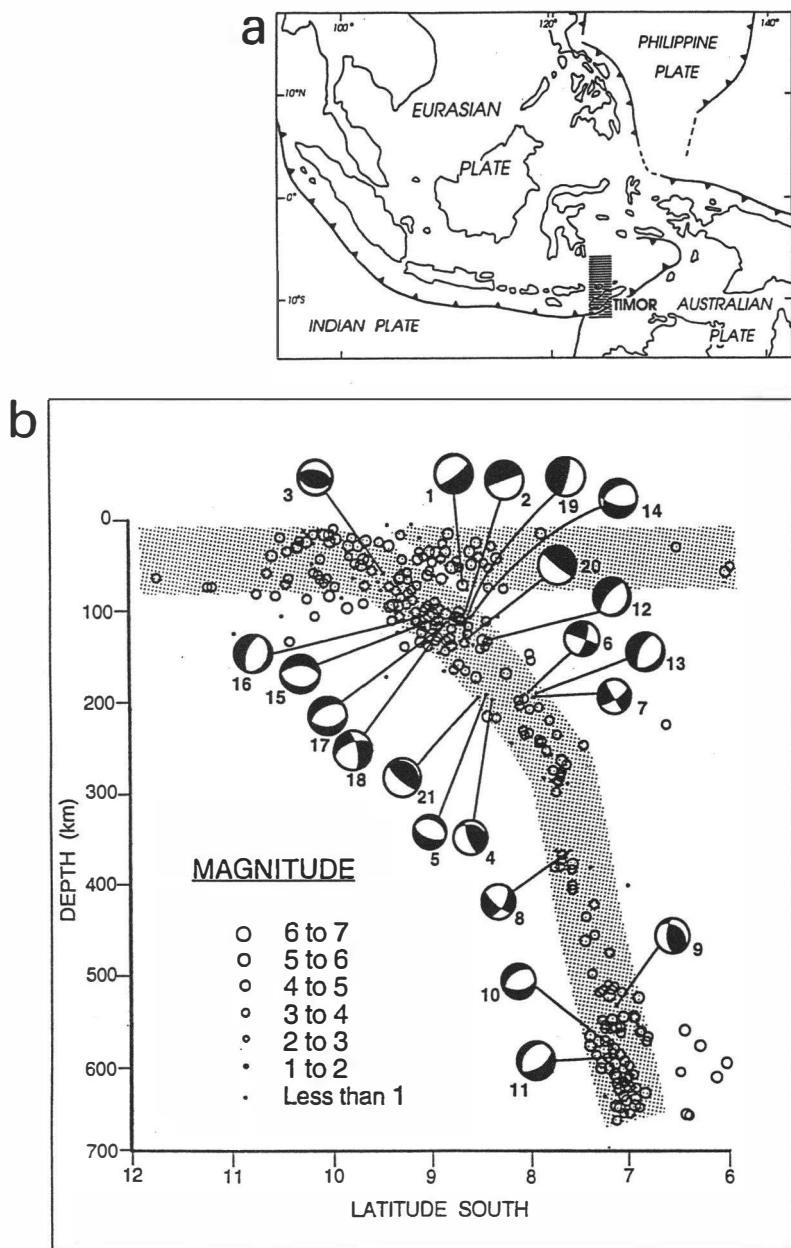 a
100°
120°
140°
PHILIPPINE
PLATE
10°N
EURASIAN
PLATE
0°
10°S
TIMOR
AUSTRALIAN
PLATE
INDIAN PLATE
b
3
1
2
19
14
20
12
6
13
7
16
15
17
18
21
5
4
8
9
10
11
0
100
200
300
400
500
600
700
DEPTH (km)
MAGNITUDE
6 to 7
5 to 6
4 to 5
3 to 4
2 to 3
1 to 2
Less than 1
12
11
10
9
8
7
6
LATITUDE SOUTH